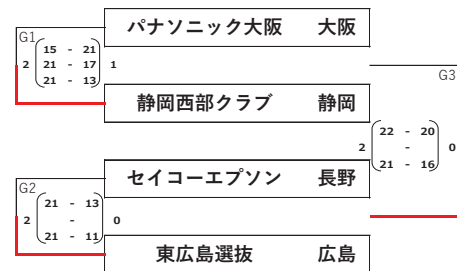 パナソニック大阪 大阪
G1
15 - 21
2 21 - 17 1
21 - 13
G3
静岡西部クラブ 静岡
22 - 20
2 - 0
21 - 16
セイコーエプソン 長野
G2
21 - 13
2 - 0
21 - 11
東広島選抜 広島